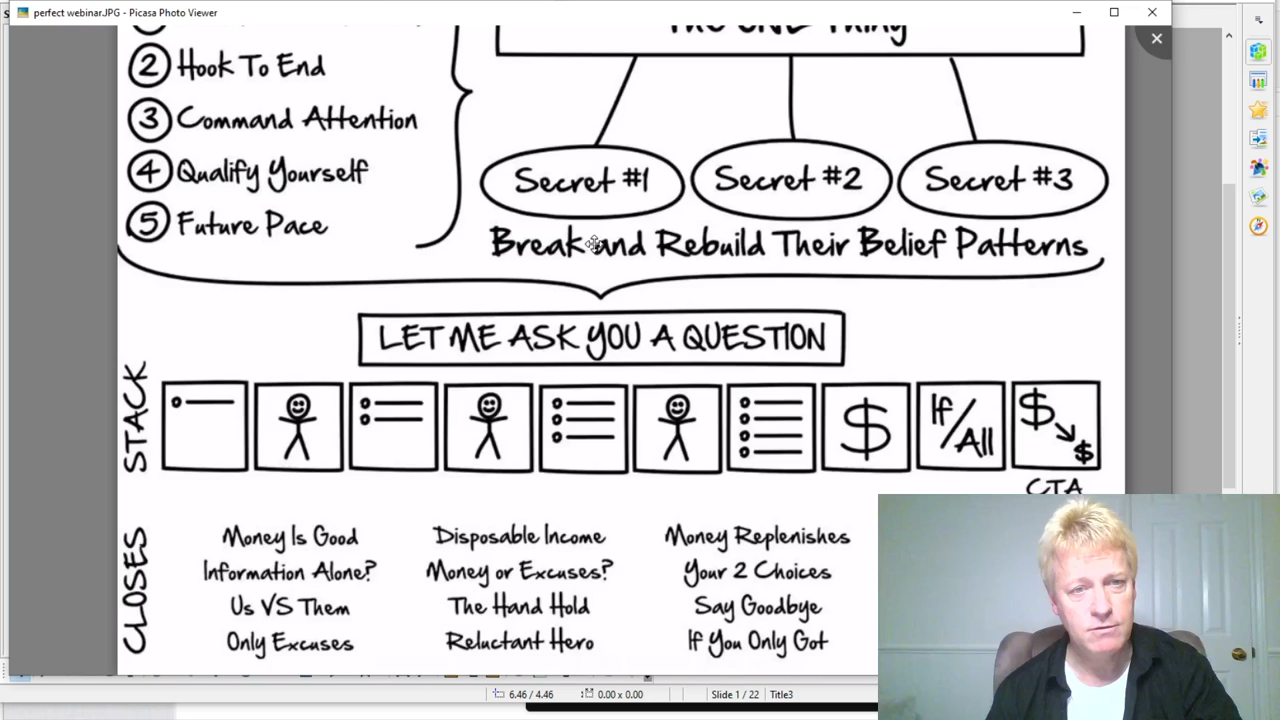 perfect webinar.JPG - Picasa Photo Viewer
The ONE Thing
2 Hook To End
3 Command Attention
4 Qualify Yourself
5 Future Pace
Secret #1
Secret #2
Secret #3
Break and Rebuild Their Belief Patterns
LET ME ASK YOU A QUESTION
STACK
$
If/All
$ $
CTA
CLOSES
Money Is Good
Information Alone?
Us VS Them
Only Excuses
Disposable Income
Money or Excuses?
The Hand Hold
Reluctant Hero
Money Replenishes
Your 2 Choices
Say Goodbye
If You Only Got
6.46 / 4.46
0.00 x 0.00
Slide 1 / 22
Title3